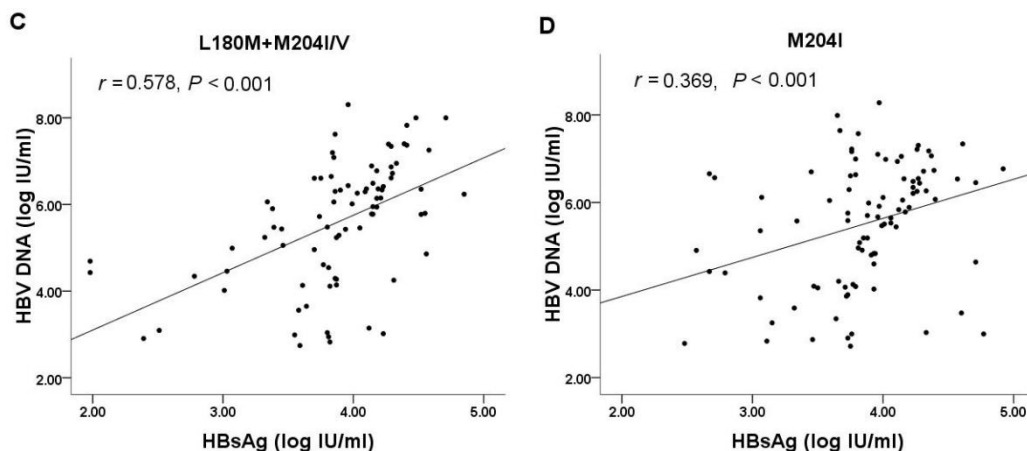 C
L180M+M204I/V
r = 0.578, P < 0.001
HBV DNA (log IU/ml)
8.00
6.00
4.00
2.00
2.00 3.00 4.00 5.00
HBsAg (log IU/ml)
D
M204I
r = 0.369, P < 0.001
HBV DNA (log IU/ml)
8.00
6.00
4.00
2.00
2.00 3.00 4.00 5.00
HBsAg (log IU/ml)